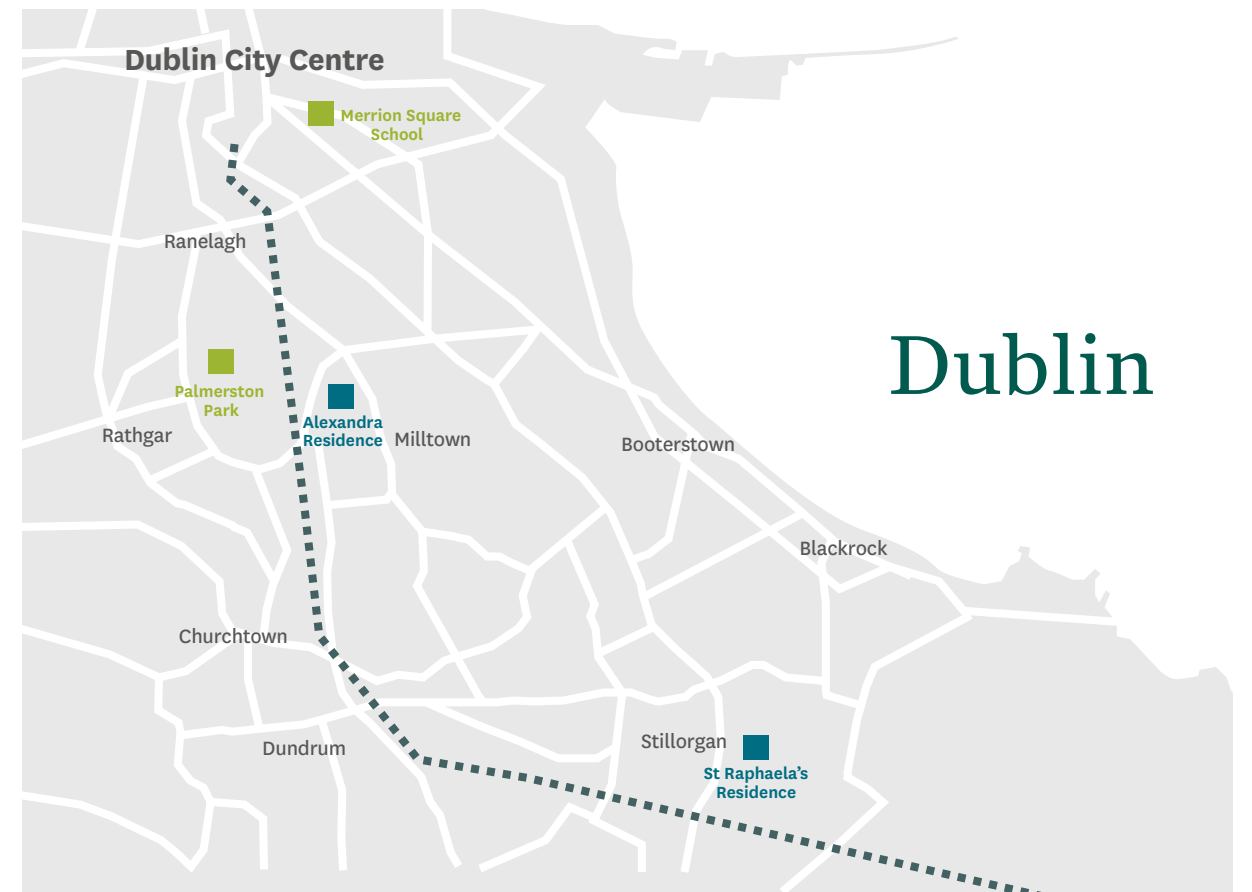 Dublin City Centre
Merrion Square
School
Ranelagh
Dublin
Palmerston
Park
Alexandra
Residence
Rathgar
Milltown
Booterstown
Blackrock
Churchtown
Dundrum
Stillorgan
St Raphaela's
Residence